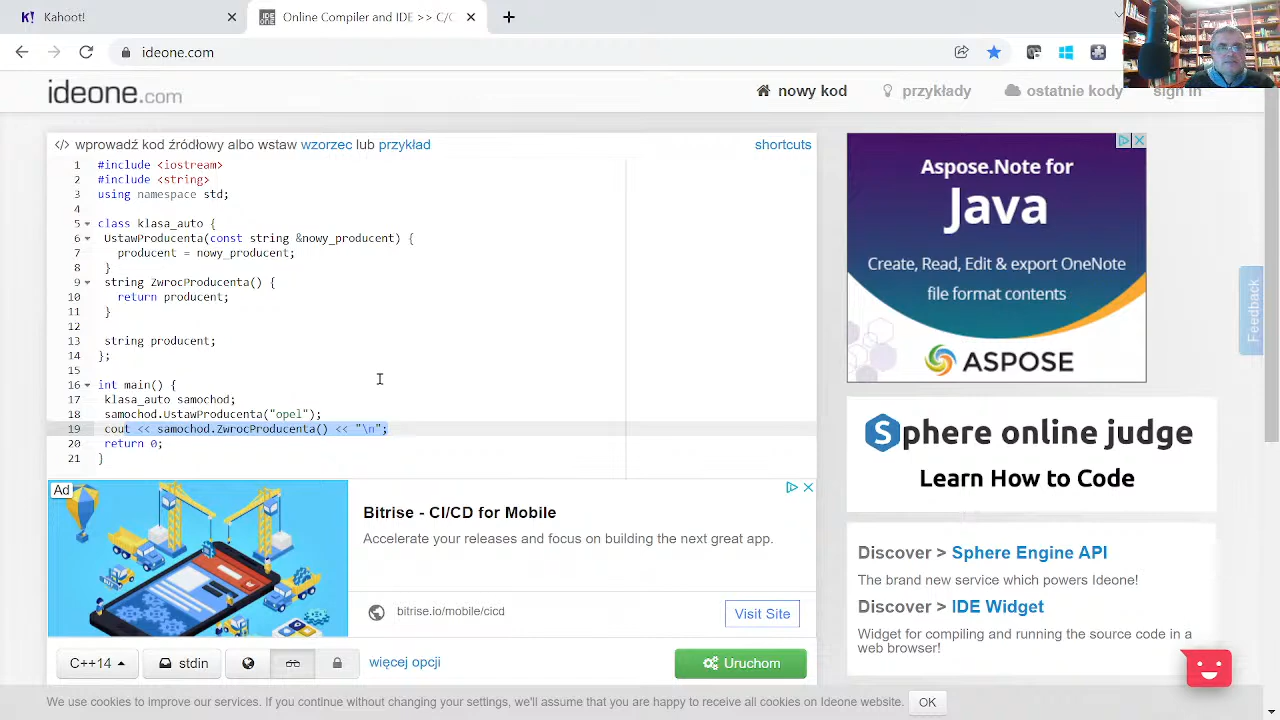 Kahoot!
Online Compiler and IDE >> C/C
ideone.com
ideone.com
nowy kod
przykłady
ostatnie kody
sign in
</> wprowadź kod źródłowy albo wstaw wzorzec lub przykład
shortcuts
1 #include <iostream>
2 #include <string>
3 using namespace std;
4
5 class klasa_auto {
6 UstawProducenta(const string &nowy_producent) {
7 producent = nowy_producent;
8 }
9 string ZwrocProducenta() {
10 return producent;
11 }
12
13 string producent;
14 };
15
16 int main() {
17 klasa_auto samochod;
18 samochod.UstawProducenta("opel");
19 cout << samochod.ZwrocProducenta() << "\n";
20 return 0;
21 }
Ad
Bitrise - CI/CD for Mobile
Accelerate your releases and focus on building the next great app.
bitrise.io/mobile/cicd
Visit Site
C++14
stdin
więcej opcji
Uruchom
Aspose.Note for
Java
Create, Read, Edit & export OneNote
file format contents
ASPOSE
Feedback
Sphere online judge
Learn How to Code
Discover > Sphere Engine API
The brand new service which powers Ideone!
Discover > IDE Widget
Widget for compiling and running the source code in a
web browser!
We use cookies to improve our services. If you continue without changing your settings, we'll assume that you are happy to receive all cookies on Ideone website.
OK